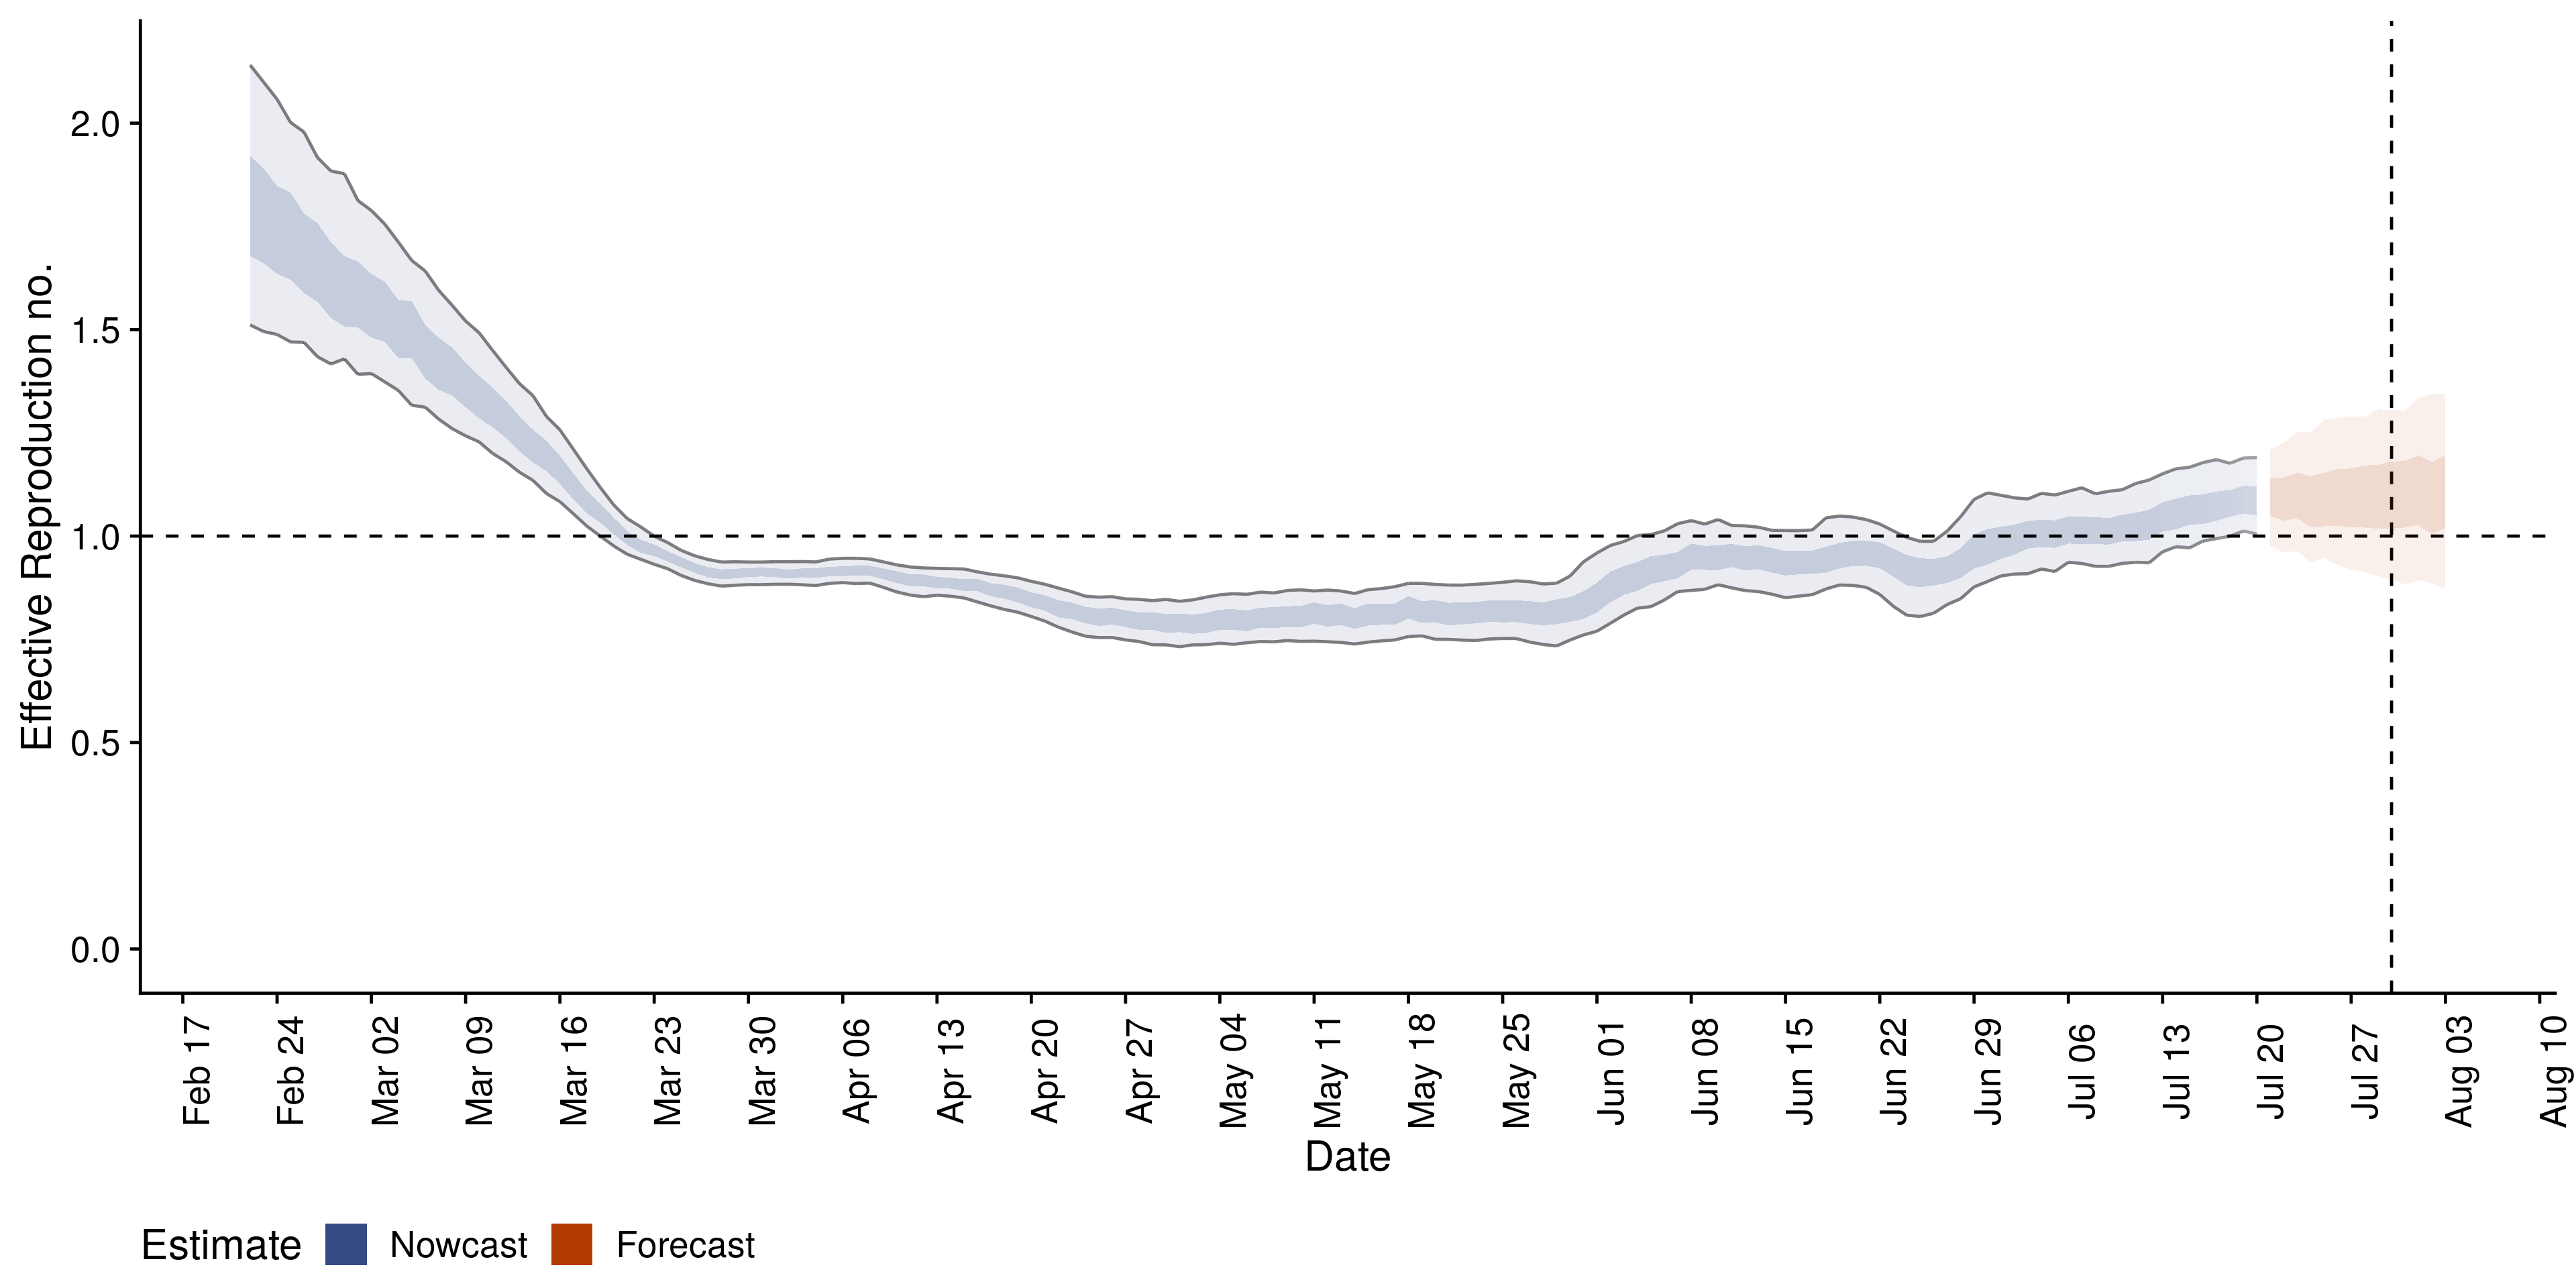 Effective Reproduction no.
2.0
1.5
1.0
0.5
0.0
Feb 17
Feb 24
Mar 02
Mar 09
Mar 16
Mar 23
Mar 30
Apr 06
Apr 13
Apr 20
Apr 27
May 04
May 11
May 18
May 25
Jun 01
Jun 08
Jun 15
Jun 22
Jun 29
Jul 06
Jul 13
Jul 20
Jul 27
Aug 03
Aug 10
Date
Estimate Nowcast Forecast